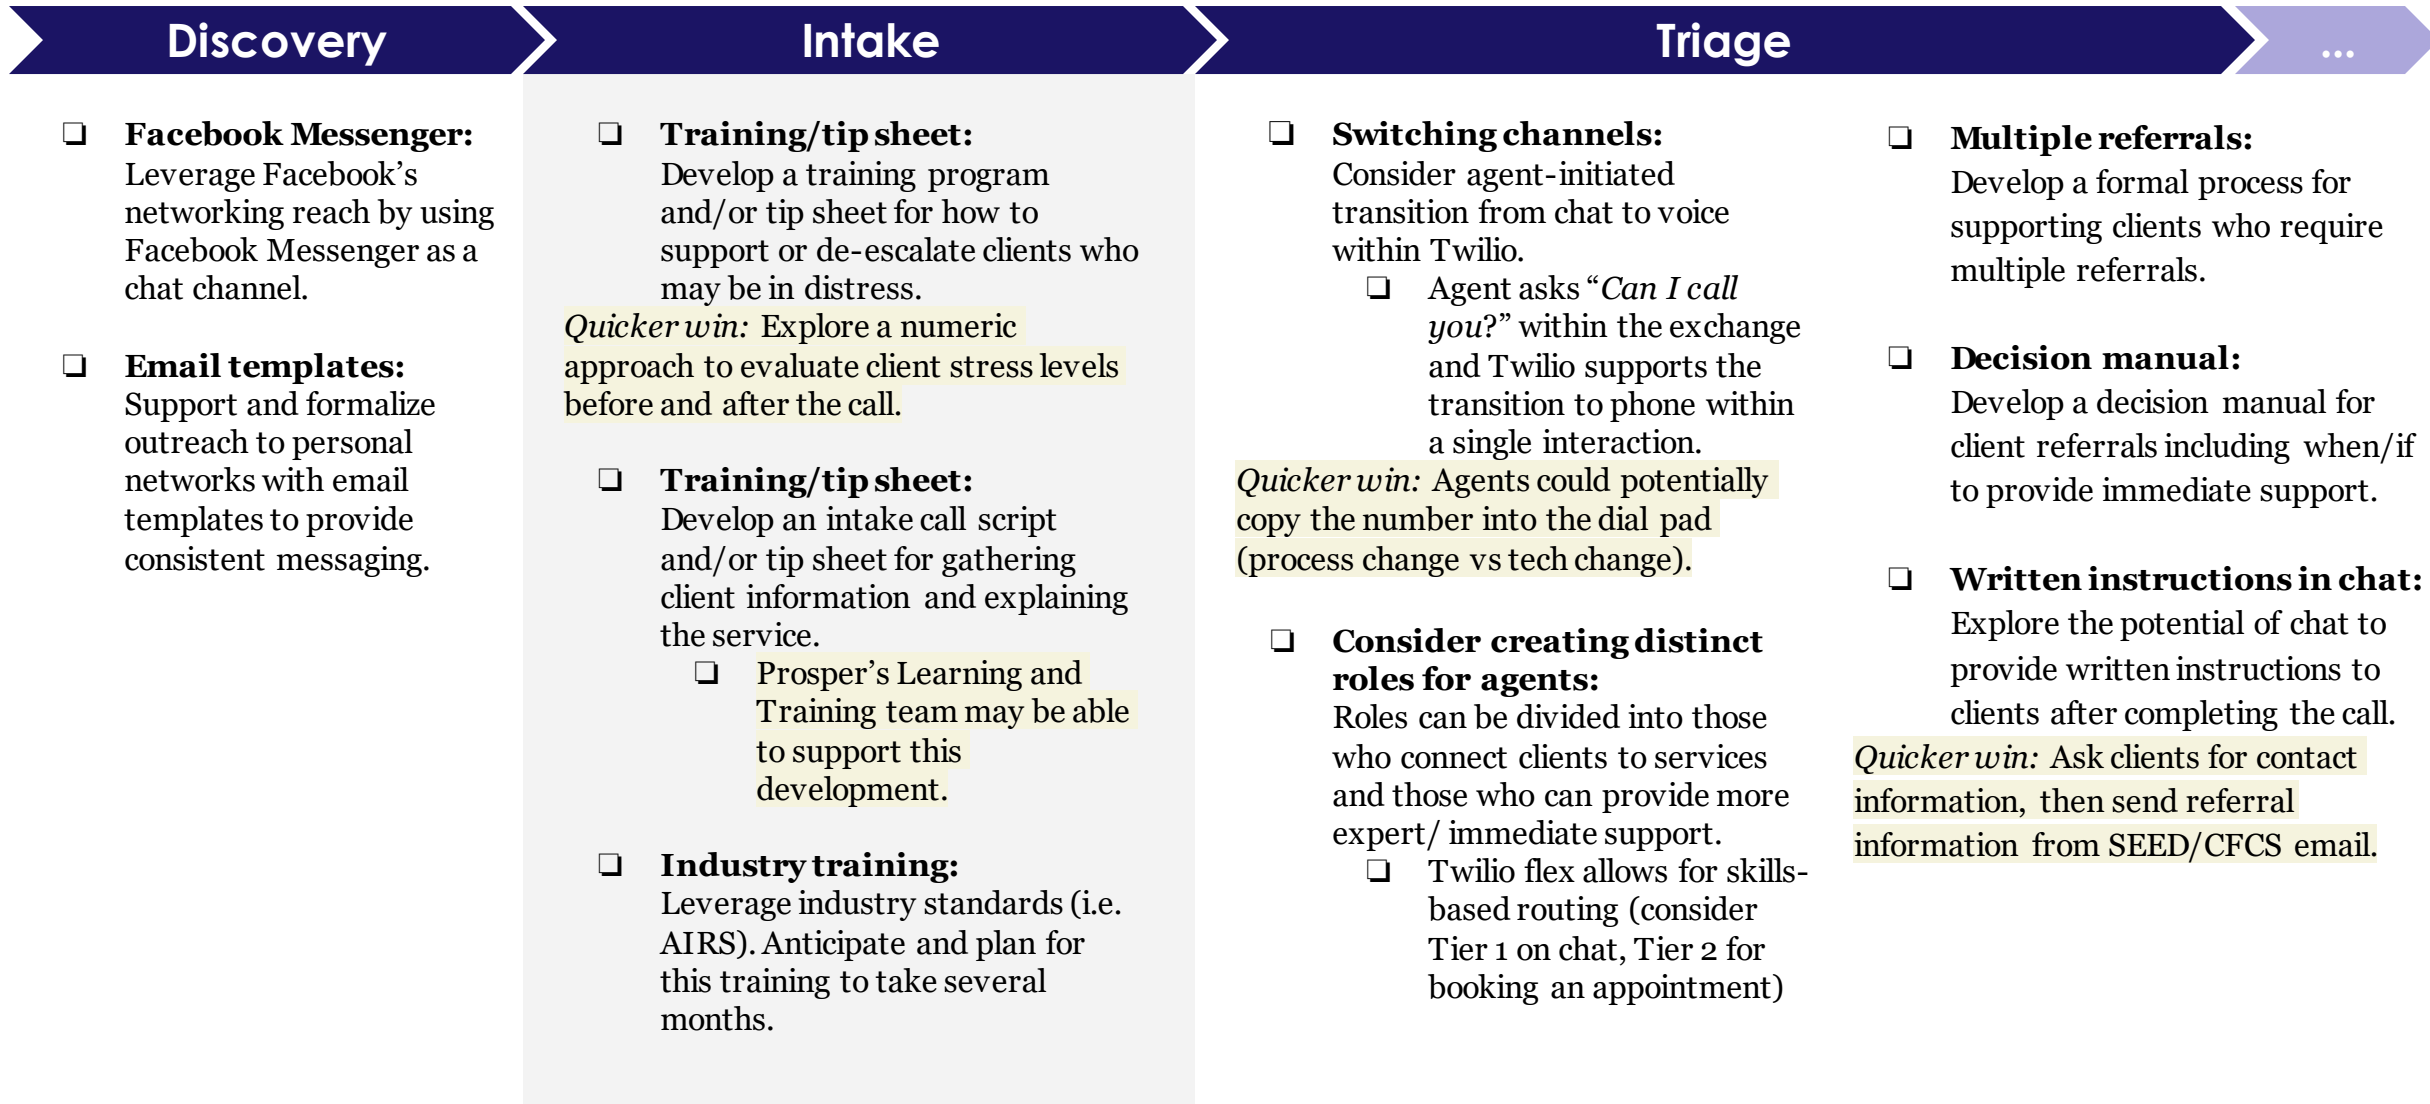 Discovery
Intake
Triage
...
❏ Facebook Messenger:
Leverage Facebook’s
networking reach by using
Facebook Messenger as a
chat channel.
❏ Email templates:
Support and formalize
outreach to personal
networks with email
templates to provide
consistent messaging.
❏ Training/tip sheet:
Develop a training program
and/or tip sheet for how to
support or de-escalate clients who
may be in distress.
Quicker win: Explore a numeric
approach to evaluate client stress levels
before and after the call.
❏ Training/tip sheet:
Develop an intake call script
and/or tip sheet for gathering
client information and explaining
the service.
❏ Prosper’s Learning and
Training team may be able
to support this
development.
❏ Industry training:
Leverage industry standards (i.e.
AIRS). Anticipate and plan for
this training to take several
months.
❏ Switching channels:
Consider agent-initiated
transition from chat to voice
within Twilio.
❏ Agent asks “Can I call
you?” within the exchange
and Twilio supports the
transition to phone within
a single interaction.
Quicker win: Agents could potentially
copy the number into the dial pad
(process change vs tech change).
❏ Consider creating distinct
roles for agents:
Roles can be divided into those
who connect clients to services
and those who can provide more
expert/ immediate support.
❏ Twilio flex allows for skills-
based routing (consider
Tier 1 on chat, Tier 2 for
booking an appointment)
❏ Multiple referrals:
Develop a formal process for
supporting clients who require
multiple referrals.
❏ Decision manual:
Develop a decision manual for
client referrals including when/if
to provide immediate support.
❏ Written instructions in chat:
Explore the potential of chat to
provide written instructions to
clients after completing the call.
Quicker win: Ask clients for contact
information, then send referral
information from SEED/CFCS email.